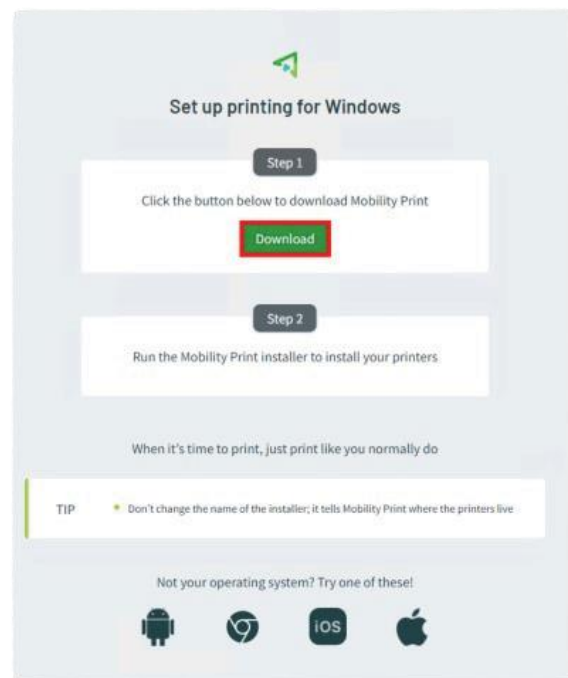 Set up printing for Windows
Step 1
Click the button below to download Mobility Print
Download
Step 2
Run the Mobility Print installer to install your printers
When it's time to print, just print like you normally do
TIP
Don't change the name of the installer; it tells Mobility Print where the printers live
Not your operating system? Try one of these!
iOS